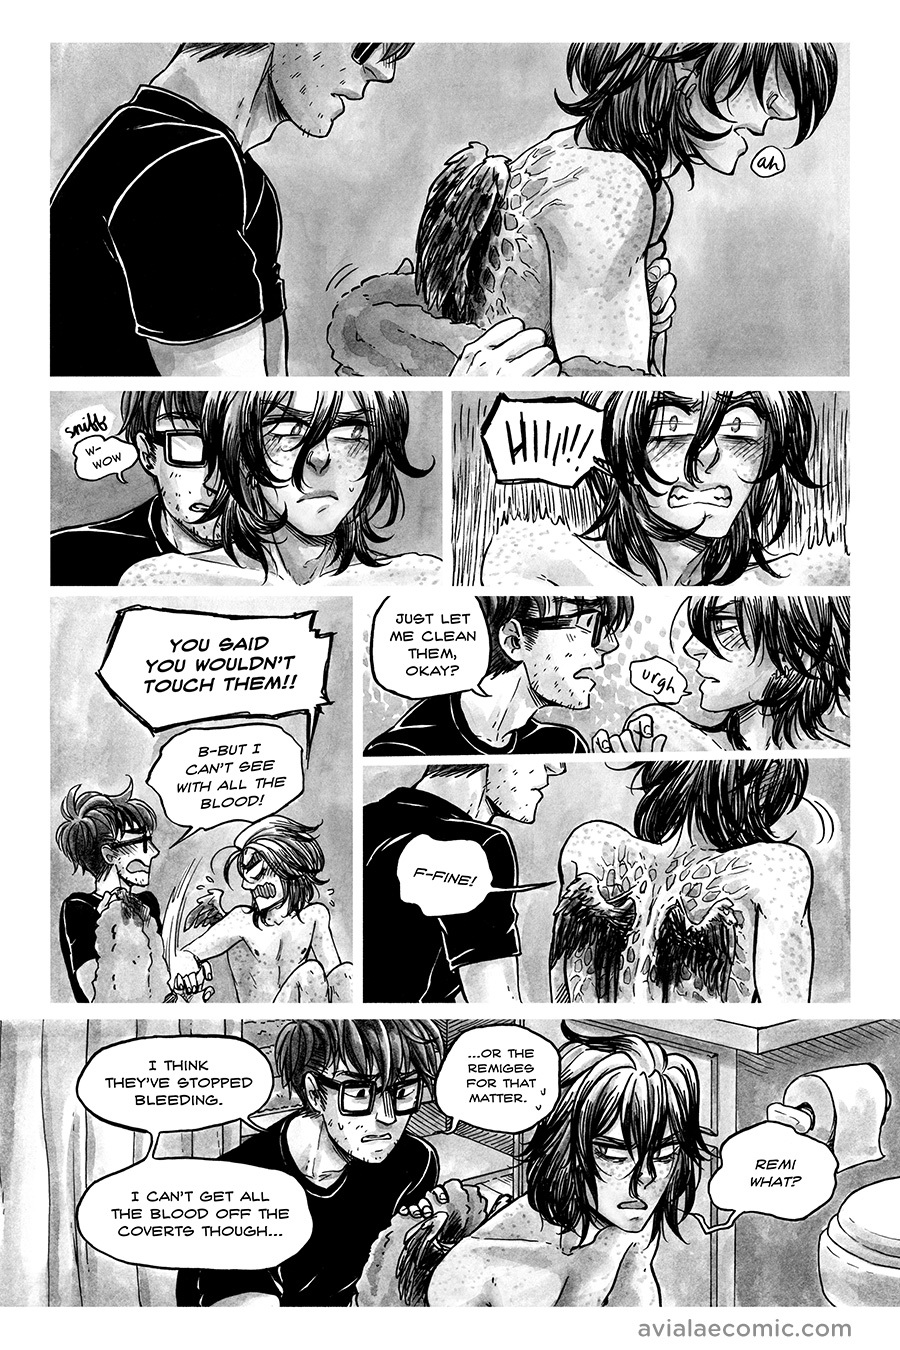 ah
sniff
W-
WOW
HIIII!!!
YOU SAID
YOU WOULDN'T
TOUCH THEM!!
B-BUT I
CAN'T SEE
WITH ALL THE
BLOOD!
JUST LET
ME CLEAN
THEM,
OKAY?
urgh
F-FINE!
I THINK
THEY'VE STOPPED
BLEEDING.
I CAN'T GET ALL
THE BLOOD OFF THE
COVERTS THOUGH...
...OR THE
REMIGES
FOR THAT
MATTER.
REMI
WHAT?
avialaecomic.com